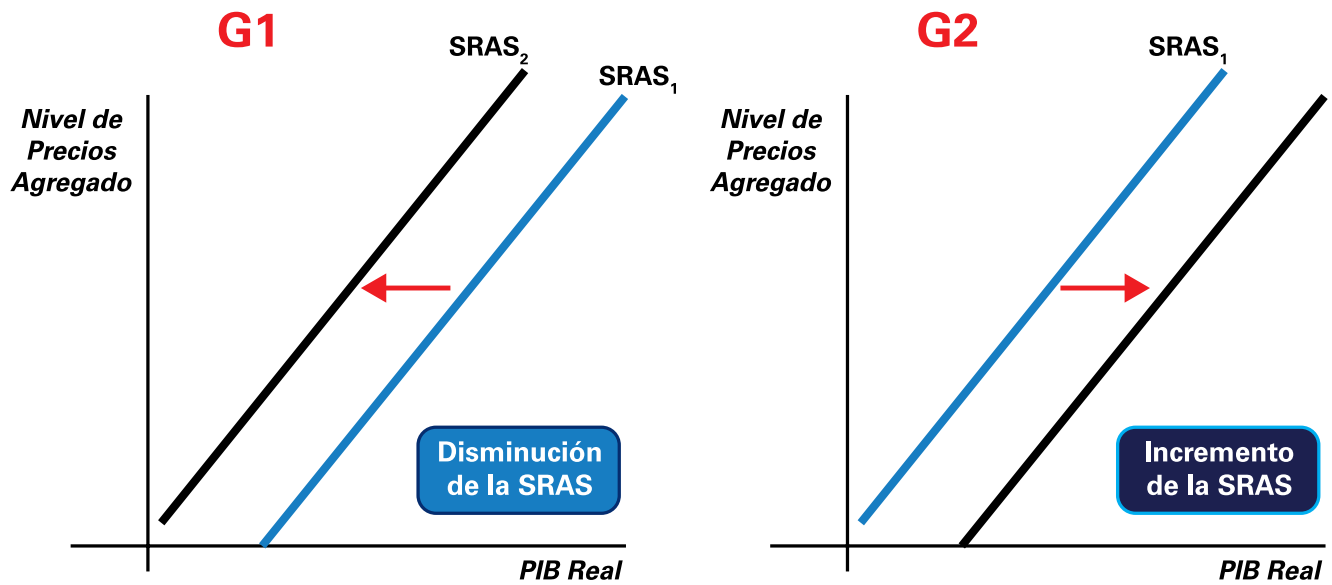 G1
SRAS₂
SRAS₁
Nivel de
Precios
Agregado
Disminución
de la SRAS
PIB Real
G2
SRAS₁
Nivel de
Precios
Agregado
Incremento
de la SRAS
PIB Real